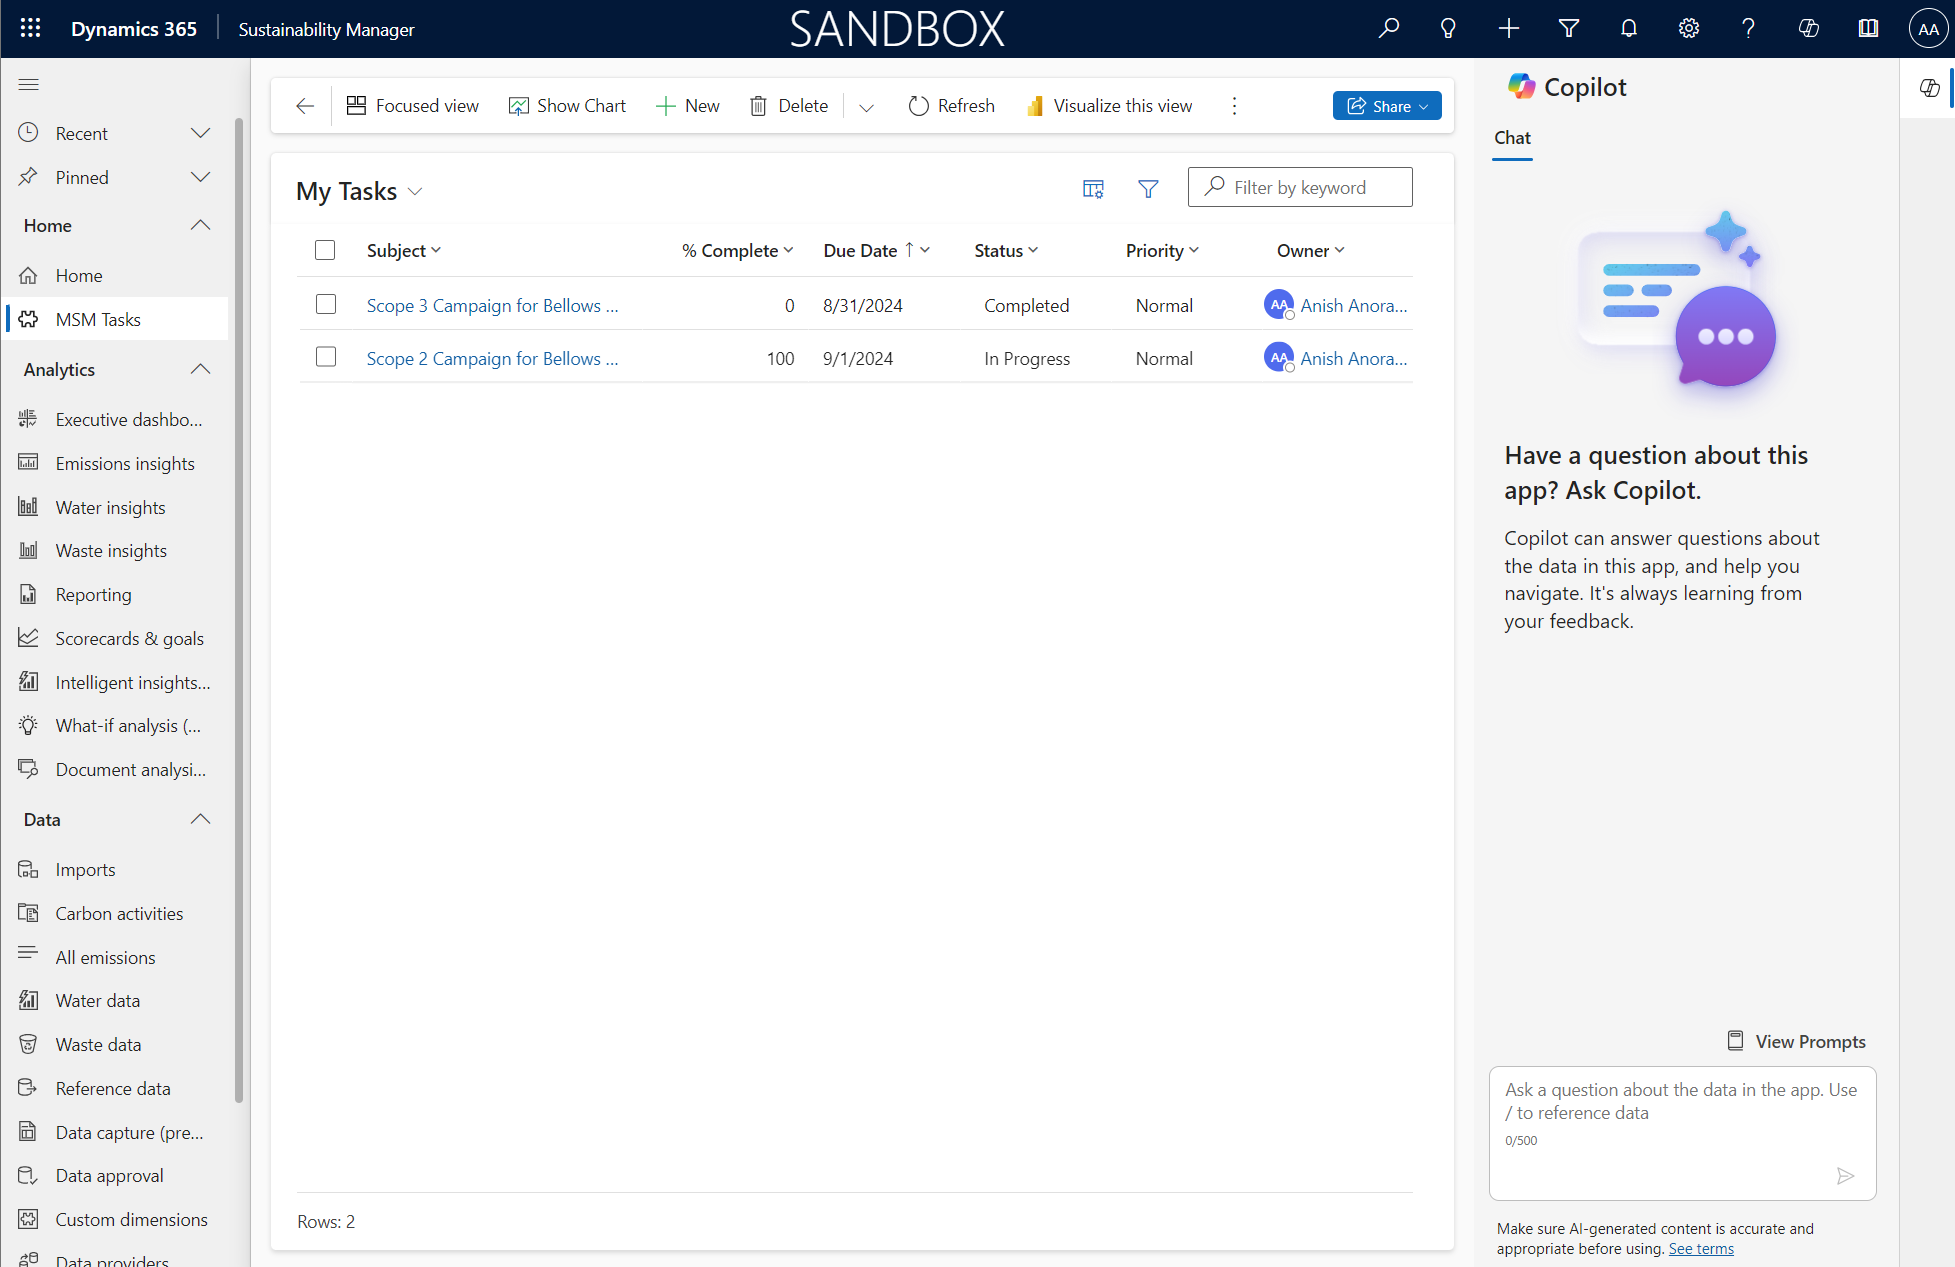 Dynamics 365 Sustainability Manager SANDBOX AA
Focused view Show Chart New Delete Refresh Visualize this view Share
Copilot
Chat
Recent
Pinned
Home
Home
MSM Tasks
Analytics
Executive dashbo...
Emissions insights
Water insights
Waste insights
Reporting
Scorecards & goals
Intelligent insights...
What-if analysis (...
Document analysi...
Data
Imports
Carbon activities
All emissions
Water data
Waste data
Reference data
Data capture (pre...
Data approval
Custom dimensions
Data providers
My Tasks Filter by keyword
Subject % Complete Due Date ↑ Status Priority Owner
Scope 3 Campaign for Bellows ... 0 8/31/2024 Completed Normal AA Anish Anora...
Scope 2 Campaign for Bellows ... 100 9/1/2024 In Progress Normal AA Anish Anora...
Rows: 2
Have a question about this
app? Ask Copilot.
Copilot can answer questions about
the data in this app, and help you
navigate. It's always learning from
your feedback.
View Prompts
Ask a question about the data in the app. Use
/ to reference data
0/500
Make sure AI-generated content is accurate and
appropriate before using. See terms